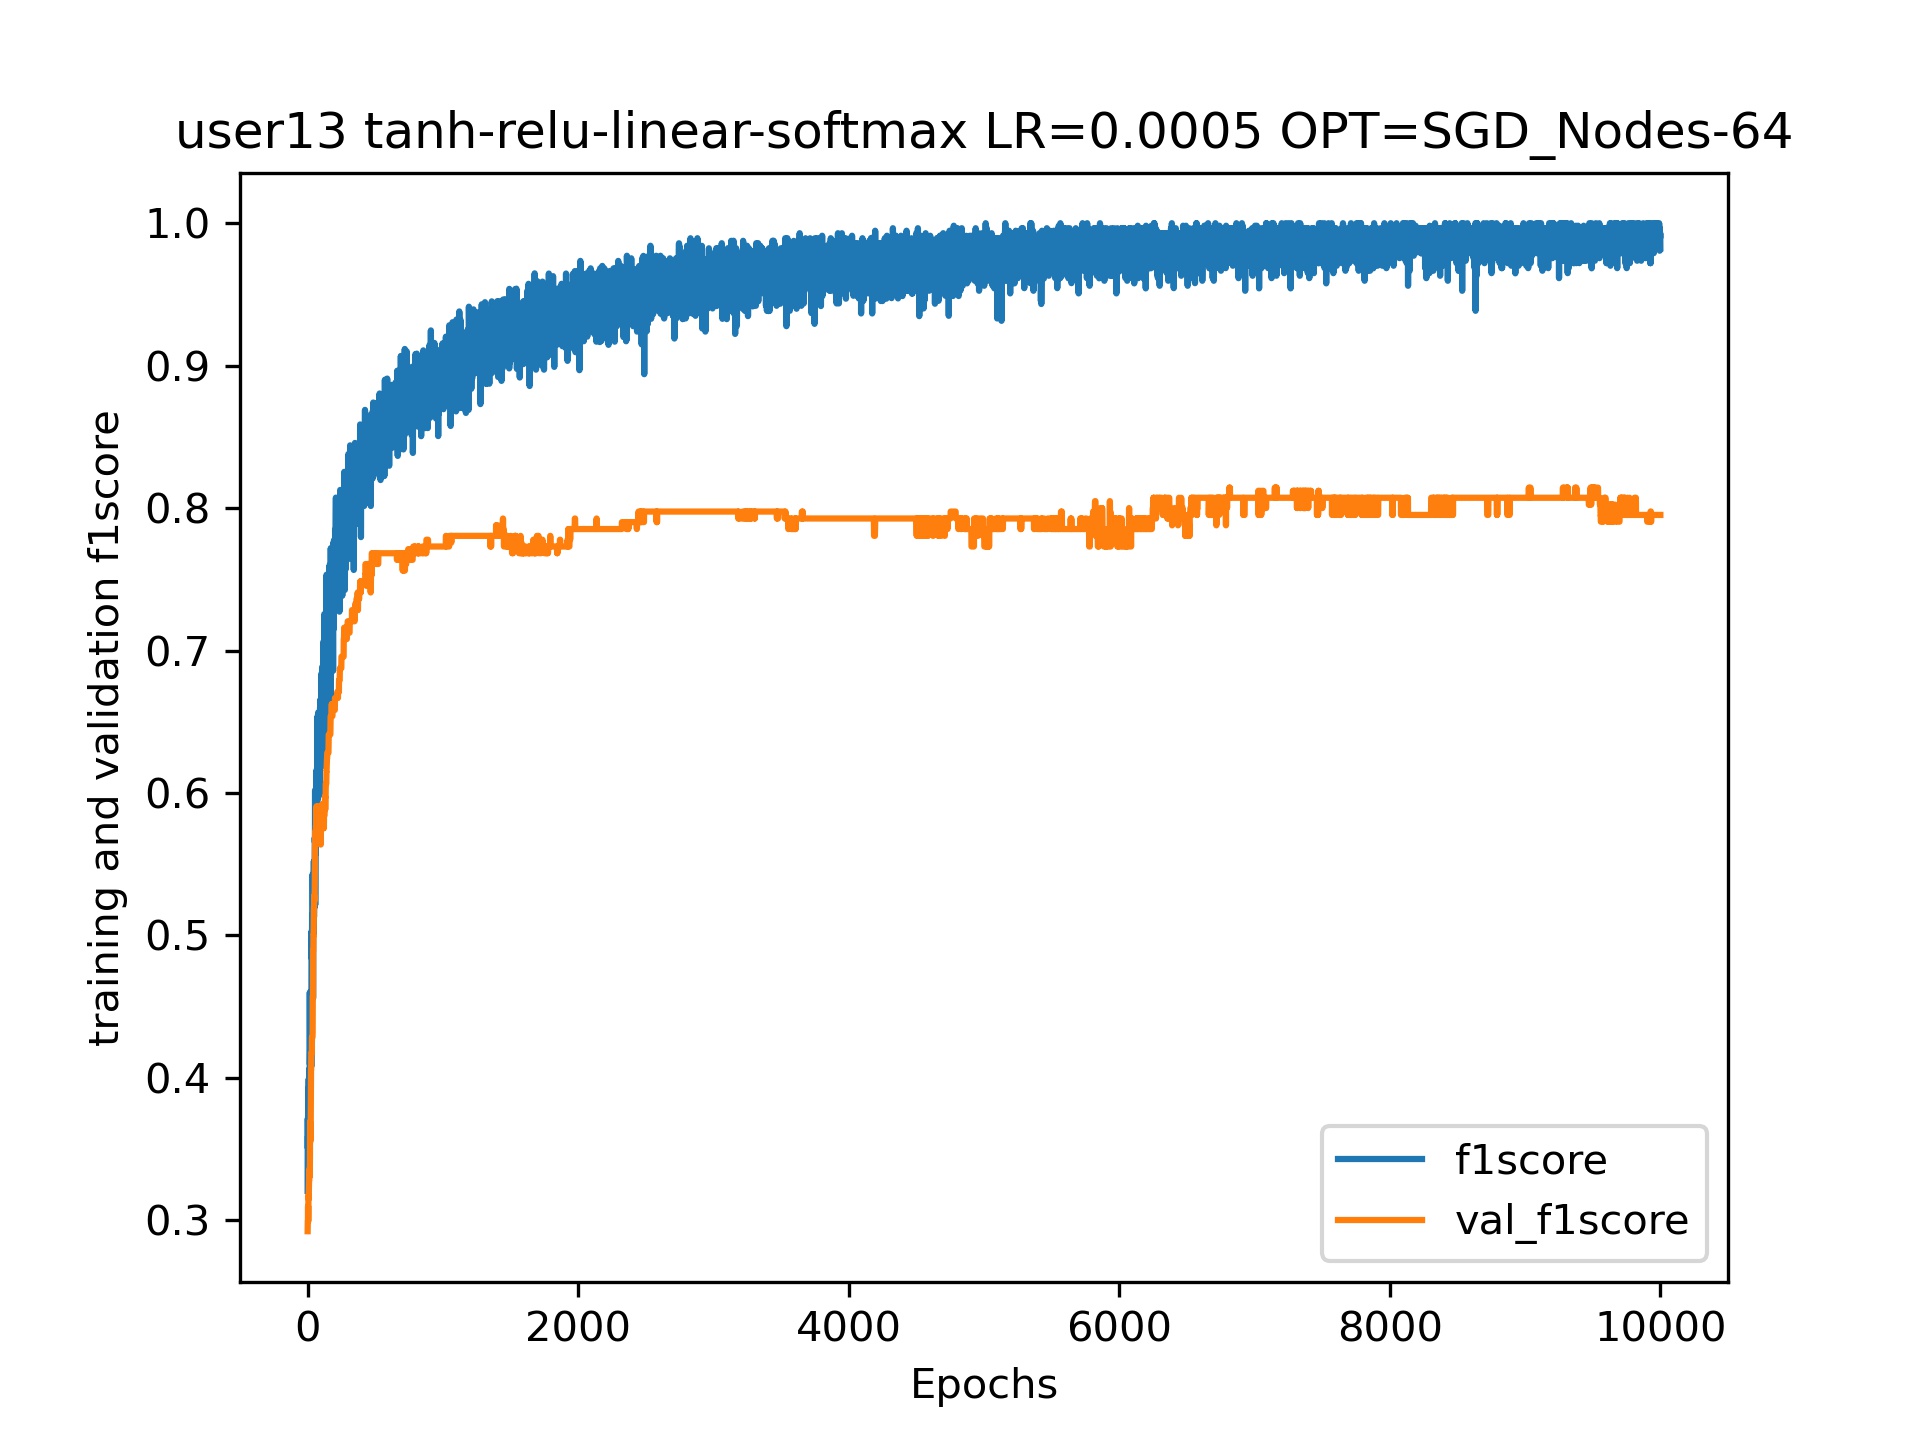 user13 tanh-relu-linear-softmax LR=0.0005 OPT=SGD_Nodes-64
training and validation f1score
1.0
0.9
0.8
0.7
0.6
0.5
0.4
0.3
f1score
val_f1score
0 2000 4000 6000 8000 10000
Epochs